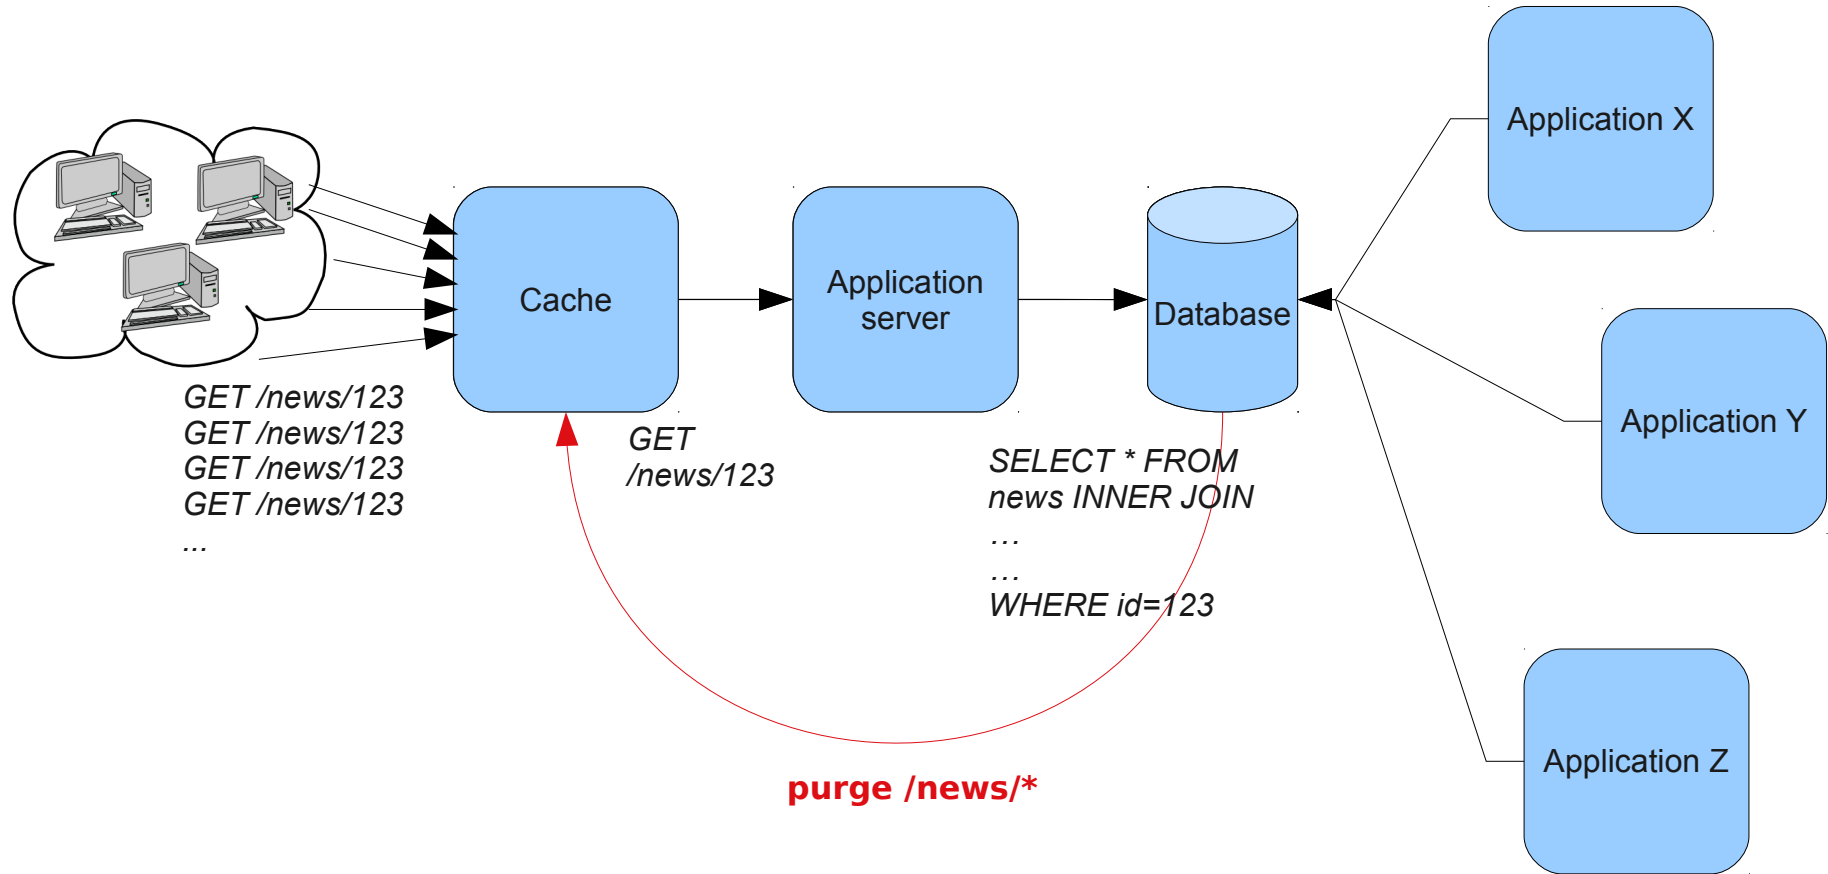 Application X
Cache
Application
server
Database
GET /news/123
GET /news/123
GET /news/123
GET /news/123
...
GET
/news/123
SELECT * FROM
news INNER JOIN
…
…
WHERE id=123
Application Y
Application Z
purge /news/*